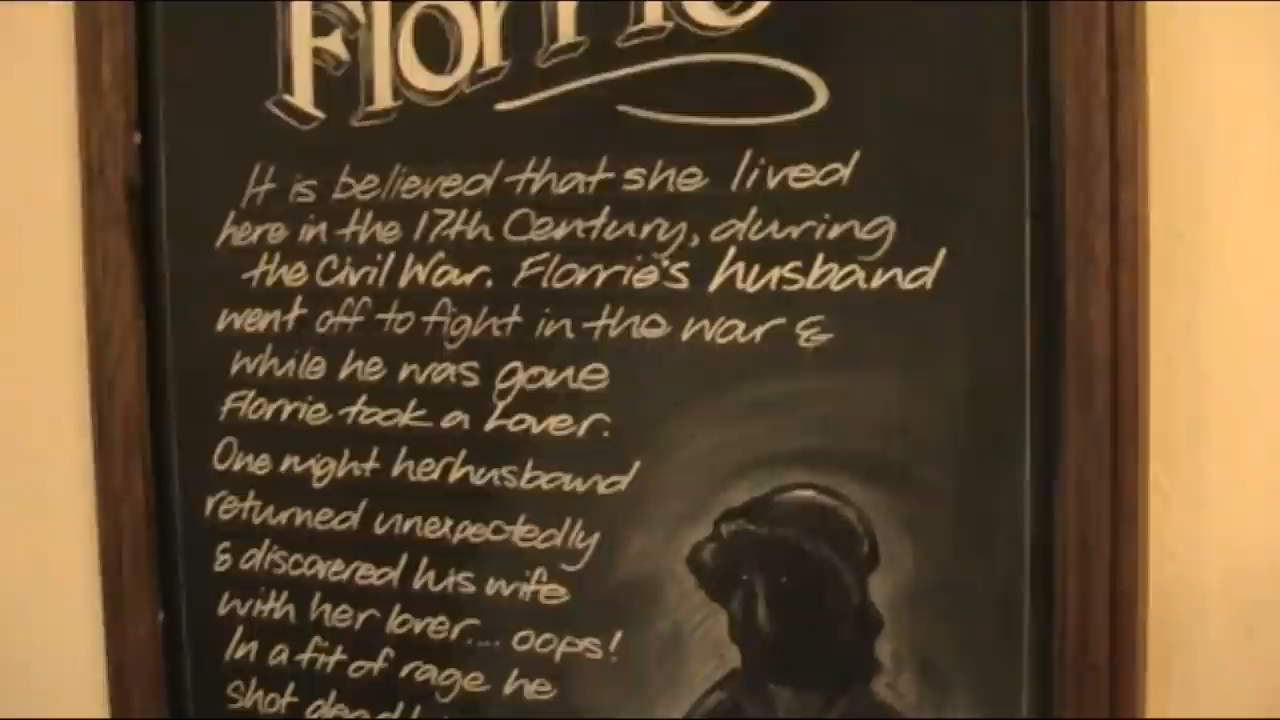 Florrie
It is believed that she lived
here in the 17th Century, during
the Civil War. Florrie's husband
went off to fight in the war &
while he was gone
Florrie took a Lover.
One night her husband
returned unexpectedly
& discovered his wife
with her lover.... oops!
In a fit of rage he
shot dead